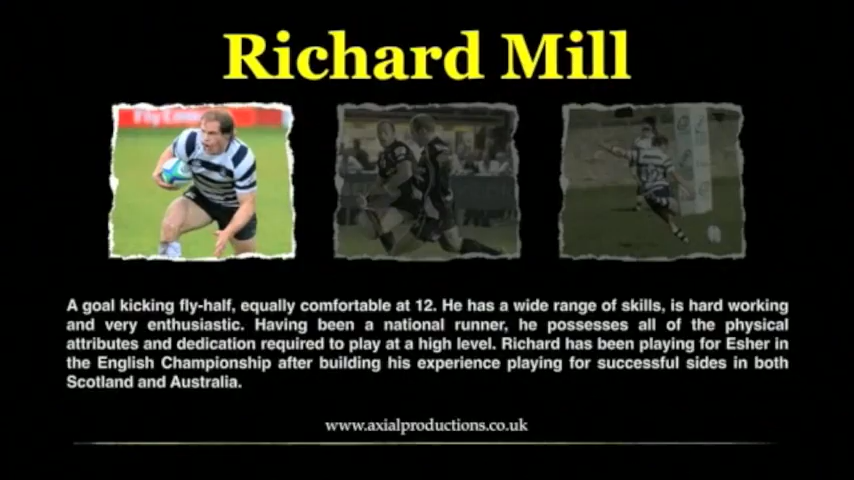 Richard Mill
A goal kicking fly-half, equally comfortable at 12. He has a wide range of skills, is hard working
and very enthusiastic. Having been a national runner, he possesses all of the physical
attributes and dedication required to play at a high level. Richard has been playing for Esher in
the English Championship after building his experience playing for successful sides in both
Scotland and Australia.
www.axialproductions.co.uk